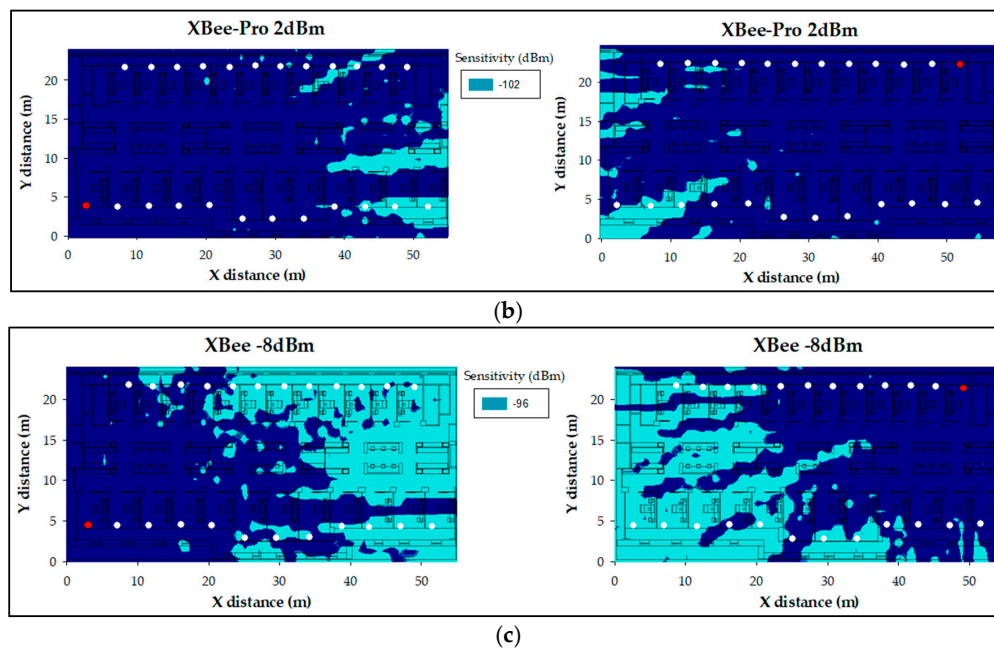 XBee-Pro 2dBm
XBee-Pro 2dBm
Sensitivity (dBm)
-102
Y distance (m)
20
15
10
5
0
0 10 20 30 40 50
X distance (m)
Y distance (m)
20
15
10
5
0
0 10 20 30 40 50
X distance (m)
(b)
XBee -8dBm
XBee -8dBm
Sensitivity (dBm)
-96
Y distance (m)
20
15
10
5
0
0 10 20 30 40 50
X distance (m)
Y distance (m)
20
15
10
5
0
0 10 20 30 40 50
X distance (m)
(c)